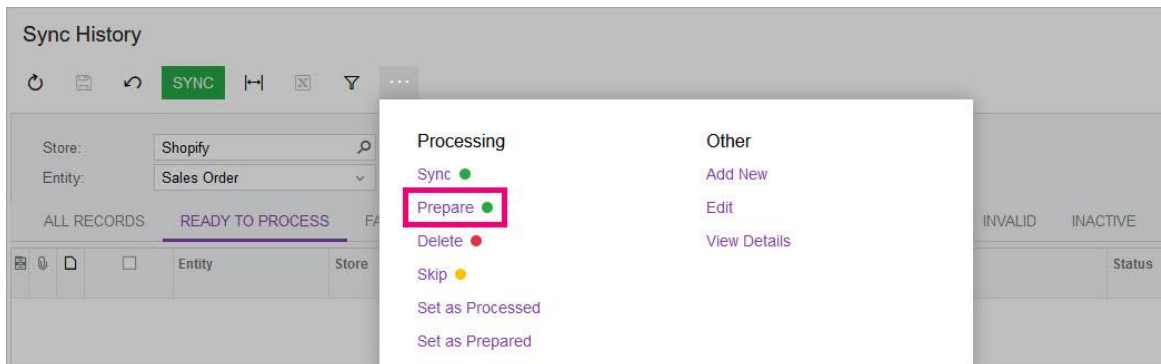 Sync History
SYNC
Store: Shopify
Entity: Sales Order
ALL RECORDS READY TO PROCESS INVALID INACTIVE
Entity Store Status
Processing Other
Sync Add New
Prepare Edit
Delete View Details
Skip
Set as Processed
Set as Prepared